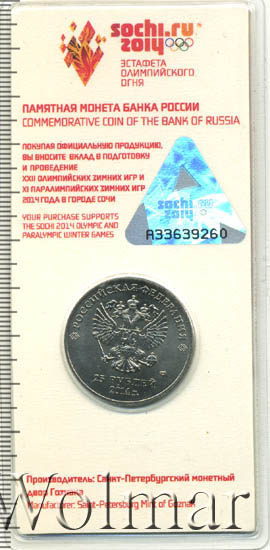 sochi.ru
2014
ЭСТАФЕТА
ОЛИМПИЙСКОГО
ОГНЯ
ПАМЯТНАЯ МОНЕТА БАНКА РОССИИ
COMMEMORATIVE COIN OF THE BANK OF RUSSIA
ПОКУПАЯ ОФИЦИАЛЬНУЮ ПРОДУКЦИЮ,
ВЫ ВНОСИТЕ ВКЛАД В ПОДГОТОВКУ
И ПРОВЕДЕНИЕ
XXII ОЛИМПИЙСКИХ ЗИМНИХ ИГР И
XI ПАРАЛИМПИЙСКИХ ЗИМНИХ ИГР
2014 ГОДА В ГОРОДЕ СОЧИ
YOUR PURCHASE SUPPORTS
THE SOCHI 2014 OLYMPIC AND
PARALYMPIC WINTER GAMES
sochi.ru
2014
A33639260
РОССИЙСКАЯ ФЕДЕРАЦИЯ
25 РУБЛЕЙ
2014 г.
Производитель: Санкт-Петербургский монетный
двор Гознака
Manufacturer: Saint-Petersburg Mint of Goznak
Wolmar